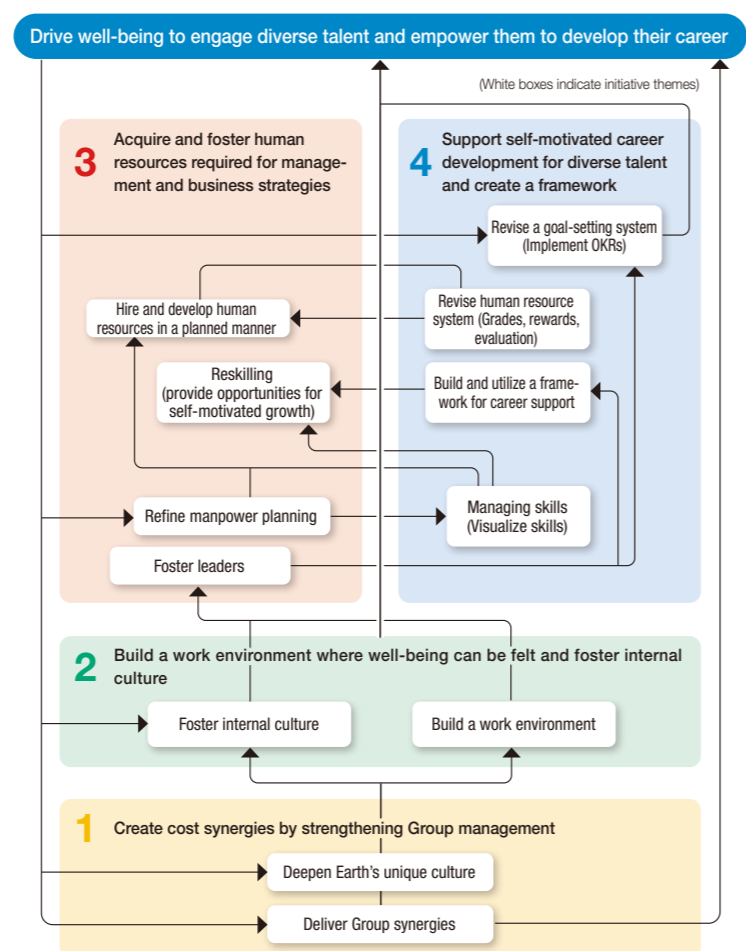 Drive well-being to engage diverse talent and empower them to develop their career
(White boxes indicate initiative themes)
3
Acquire and foster human
resources required for manage-
ment and business strategies
4
Support self-motivated career
development for diverse talent
and create a framework
Revise a goal-setting system
(Implement OKRs)
Hire and develop human
resources in a planned manner
Revise human resource
system (Grades, rewards,
evaluation)
Reskilling
(provide opportunities for
self-motivated growth)
Build and utilize a frame-
work for career support
Refine manpower planning
Managing skills
(Visualize skills)
Foster leaders
2
Build a work environment where well-being can be felt and foster internal
culture
Foster internal culture
Build a work environment
1
Create cost synergies by strengthening Group management
Deepen Earth's unique culture
Deliver Group synergies